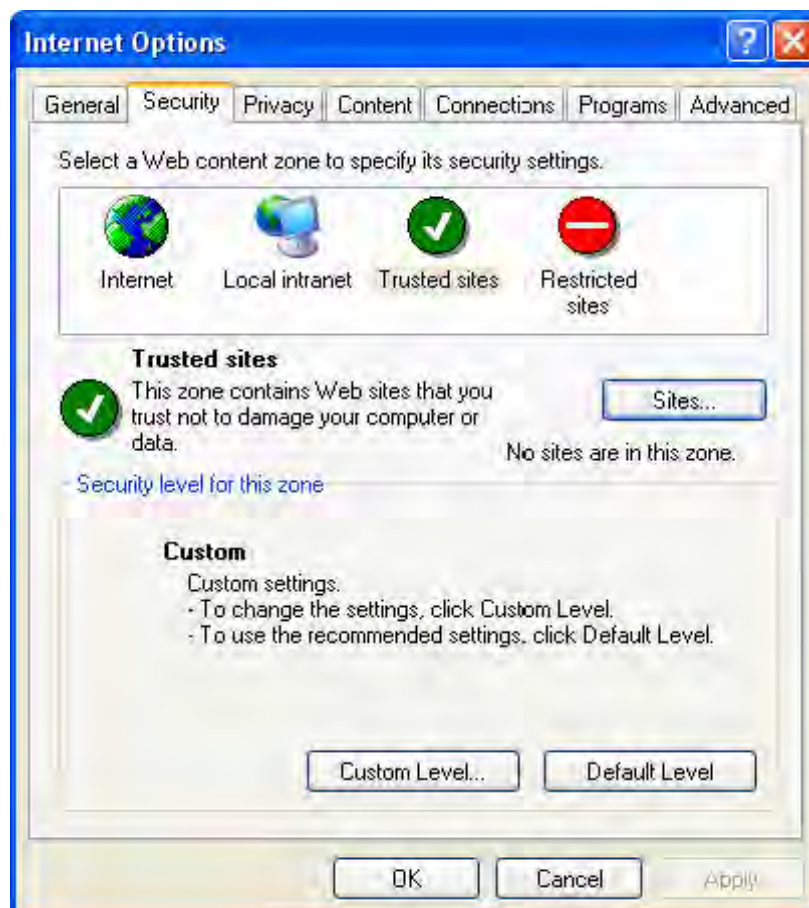 Internet Options
General Security Privacy Content Connections Programs Advanced
Select a Web content zone to specify its security settings.
Internet Local intranet Trusted sites Restricted sites
Trusted sites
This zone contains Web sites that you
trust not to damage your computer or
data.
Sites...
No sites are in this zone.
Security level for this zone
Custom
Custom settings.
- To change the settings, click Custom Level.
- To use the recommended settings, click Default Level.
Custom Level... Default Level
OK Cancel Apply